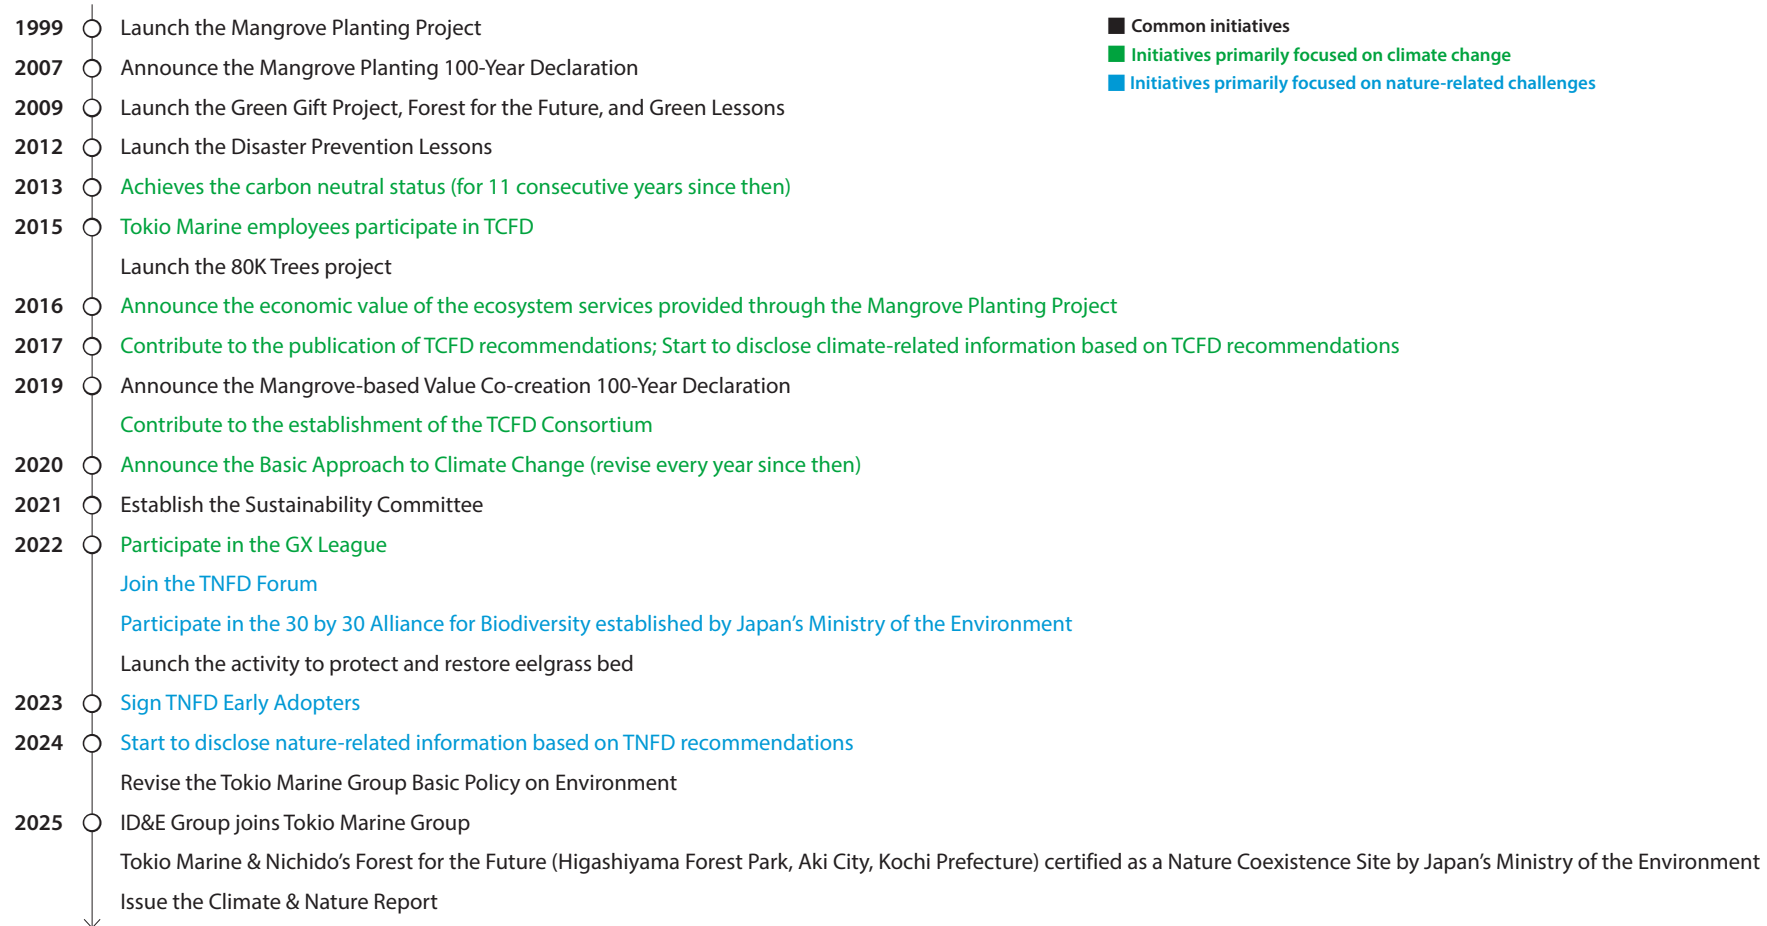 1999 Launch the Mangrove Planting Project
■ Common initiatives
■ Initiatives primarily focused on climate change
■ Initiatives primarily focused on nature-related challenges
2007 Announce the Mangrove Planting 100-Year Declaration
2009 Launch the Green Gift Project, Forest for the Future, and Green Lessons
2012 Launch the Disaster Prevention Lessons
2013 Achieves the carbon neutral status (for 11 consecutive years since then)
2015 Tokio Marine employees participate in TCFD
Launch the 80K Trees project
2016 Announce the economic value of the ecosystem services provided through the Mangrove Planting Project
2017 Contribute to the publication of TCFD recommendations; Start to disclose climate-related information based on TCFD recommendations
2019 Announce the Mangrove-based Value Co-creation 100-Year Declaration
Contribute to the establishment of the TCFD Consortium
2020 Announce the Basic Approach to Climate Change (revise every year since then)
2021 Establish the Sustainability Committee
2022 Participate in the GX League
Join the TNFD Forum
Participate in the 30 by 30 Alliance for Biodiversity established by Japan’s Ministry of the Environment
Launch the activity to protect and restore eelgrass bed
2023 Sign TNFD Early Adopters
2024 Start to disclose nature-related information based on TNFD recommendations
Revise the Tokio Marine Group Basic Policy on Environment
2025 ID&E Group joins Tokio Marine Group
Tokio Marine & Nichido’s Forest for the Future (Higashiyama Forest Park, Aki City, Kochi Prefecture) certified as a Nature Coexistence Site by Japan’s Ministry of the Environment
Issue the Climate & Nature Report